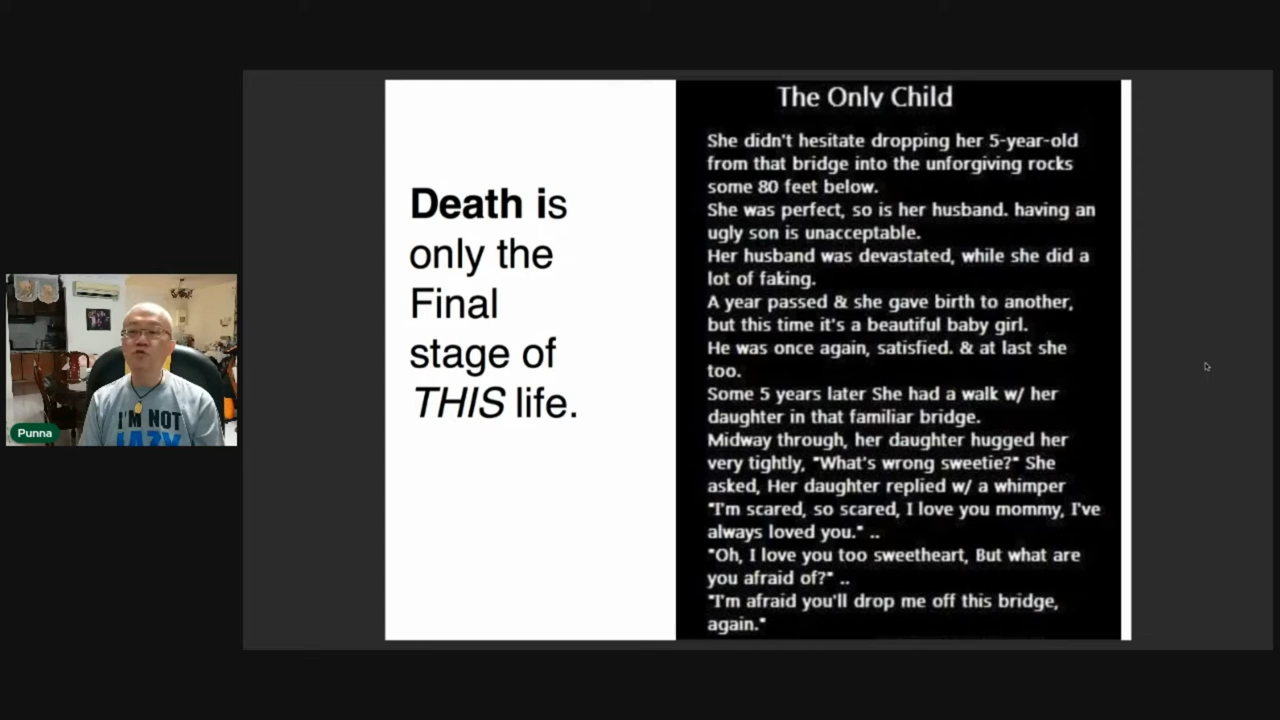 Death is
only the
Final
stage of
THIS life.
The Only Child
She didn't hesitate dropping her 5-year-old
from that bridge into the unforgiving rocks
some 80 feet below.
She was perfect, so is her husband. having an
ugly son is unacceptable.
Her husband was devastated, while she did a
lot of faking.
A year passed & she gave birth to another,
but this time it's a beautiful baby girl.
He was once again, satisfied. & at last she
too.
Some 5 years later She had a walk w/ her
daughter in that familiar bridge.
Midway through, her daughter hugged her
very tightly, "What's wrong sweetie?" She
asked, Her daughter replied w/ a whimper
"I'm scared, so scared, I love you mommy, I've
always loved you." ..
"Oh, I love you too sweetheart, But what are
you afraid of?" ..
"I'm afraid you'll drop me off this bridge,
again."
I'M NOT
LAZY
Punna